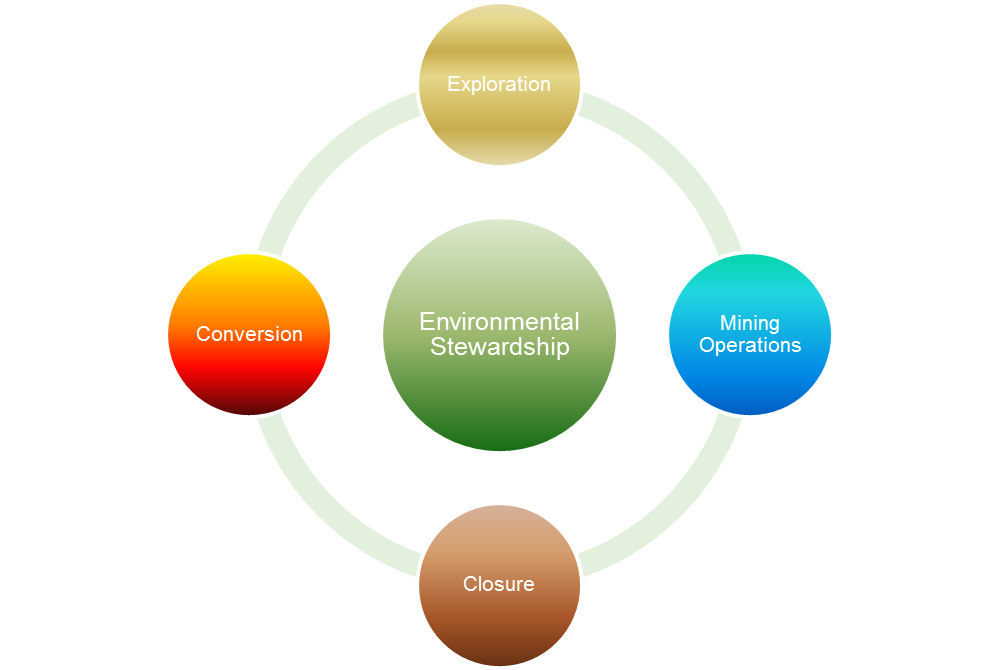 Exploration
Conversion
Environmental
Stewardship
Mining
Operations
Closure